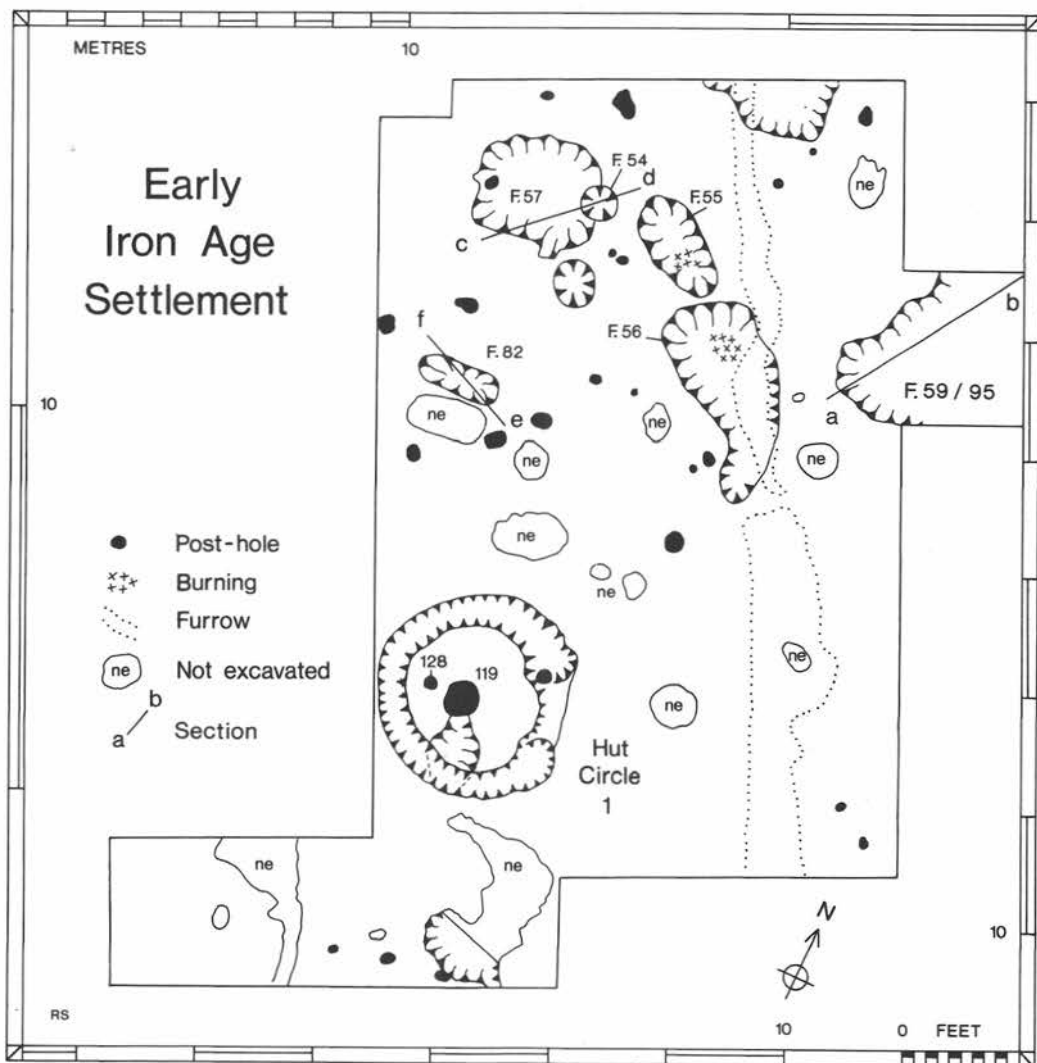 METRES
10
Early
Iron Age
Settlement
F. 54
d
F. 57
F. 55
c
ne
b
f
F. 56
F. 82
10
a
F. 59 / 95
ne
e
ne
ne
ne
ne
Post-hole
Burning
Furrow
ne
Not excavated
b
a
Section
ne
128
119
ne
ne
Hut
Circle
1
ne
ne
N
10
RS
10
0
FEET